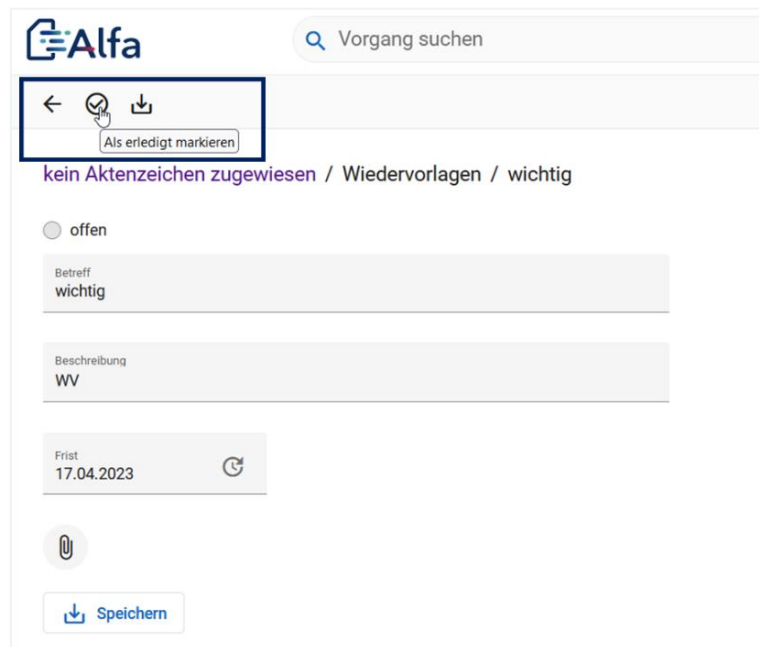 Alfa
Vorgang suchen
Als erledigt markieren
kein Aktenzeichen zugewiesen / Wiedervorlagen / wichtig
offen
Betreff
wichtig
Beschreibung
WV
Frist
17.04.2023
Speichern